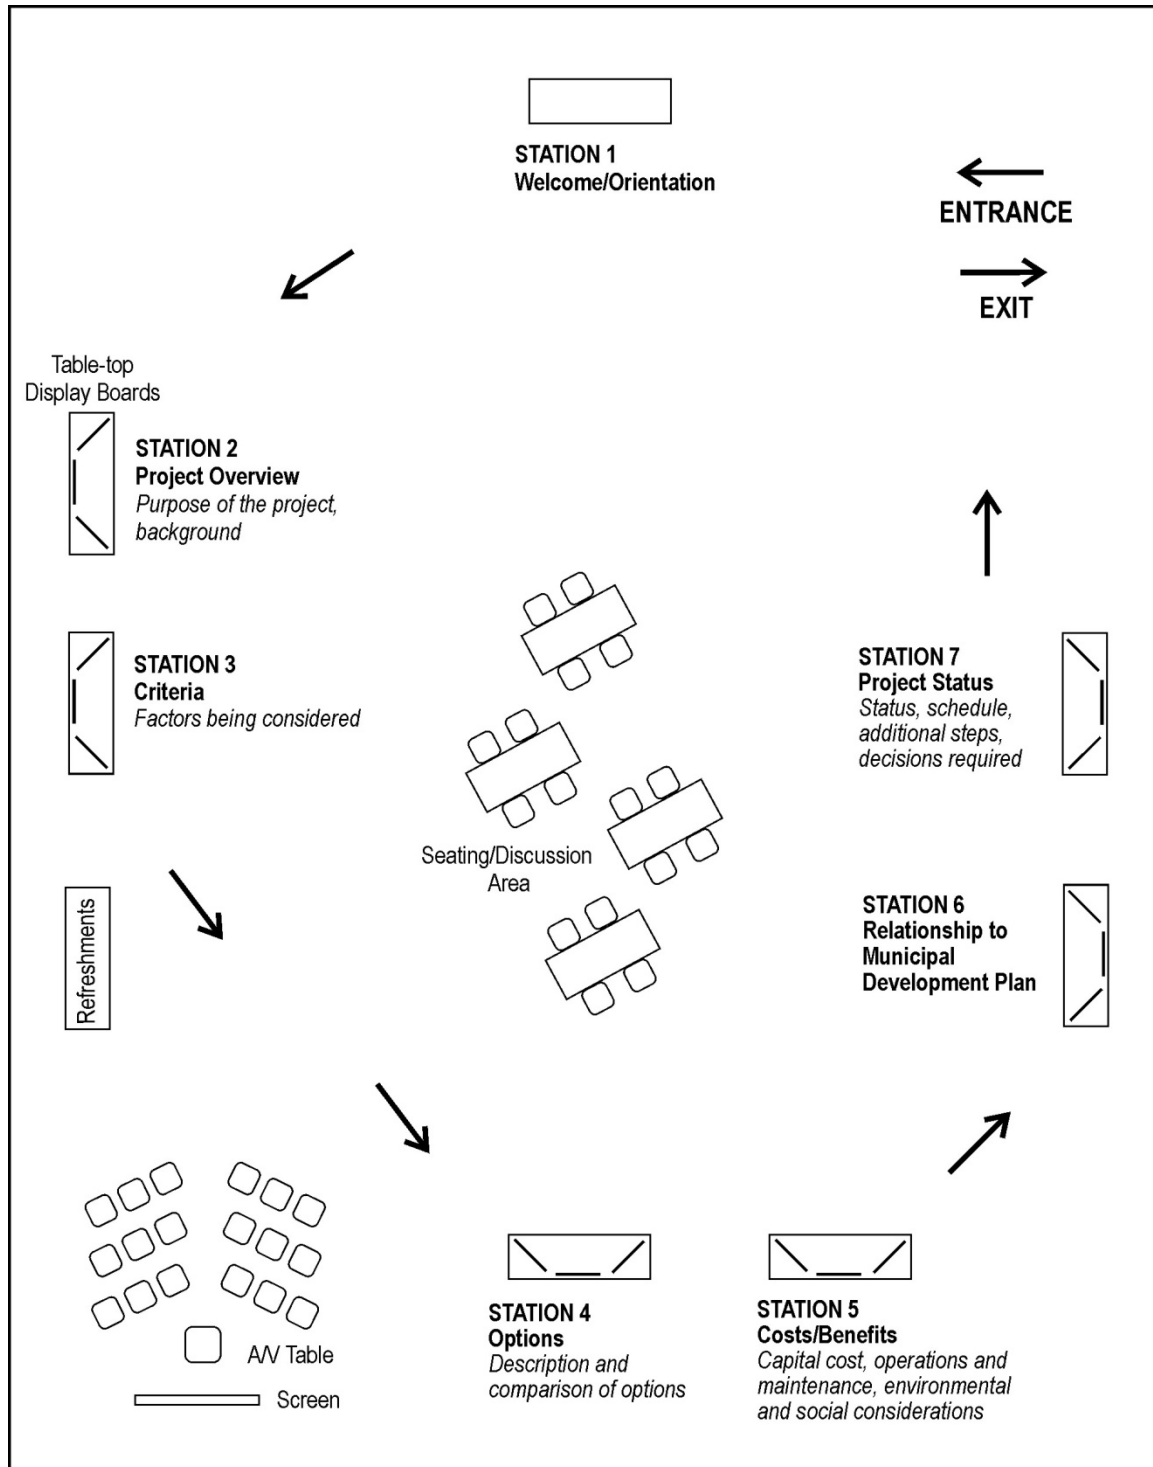 STATION 1
Welcome/Orientation
ENTRANCE
EXIT
Table-top
Display Boards
STATION 2
Project Overview
Purpose of the project,
background
STATION 3
Criteria
Factors being considered
Refreshments
Seating/Discussion
Area
A/V Table
Screen
STATION 4
Options
Description and
comparison of options
STATION 5
Costs/Benefits
Capital cost, operations and
maintenance, environmental
and social considerations
STATION 6
Relationship to
Municipal
Development Plan
STATION 7
Project Status
Status, schedule,
additional steps,
decisions required